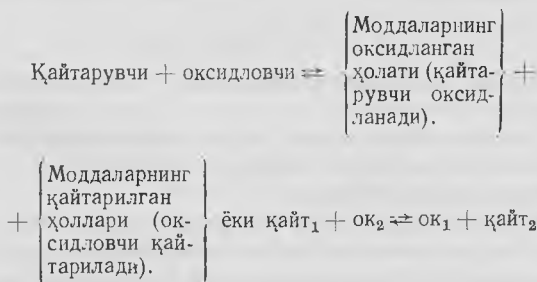 Моддаларнинг
оксидланган
Қайтарувчи + оксидловчи ⇌ ҳолати (қайта- +
рувчи оксид-
ланади).
Моддаларнинг
қайтарилган
+ ҳоллари (ок- ёки қайт₁ + ок₂ ⇌ ок₁ + қайт₂
сидловчи қай-
тарилади).